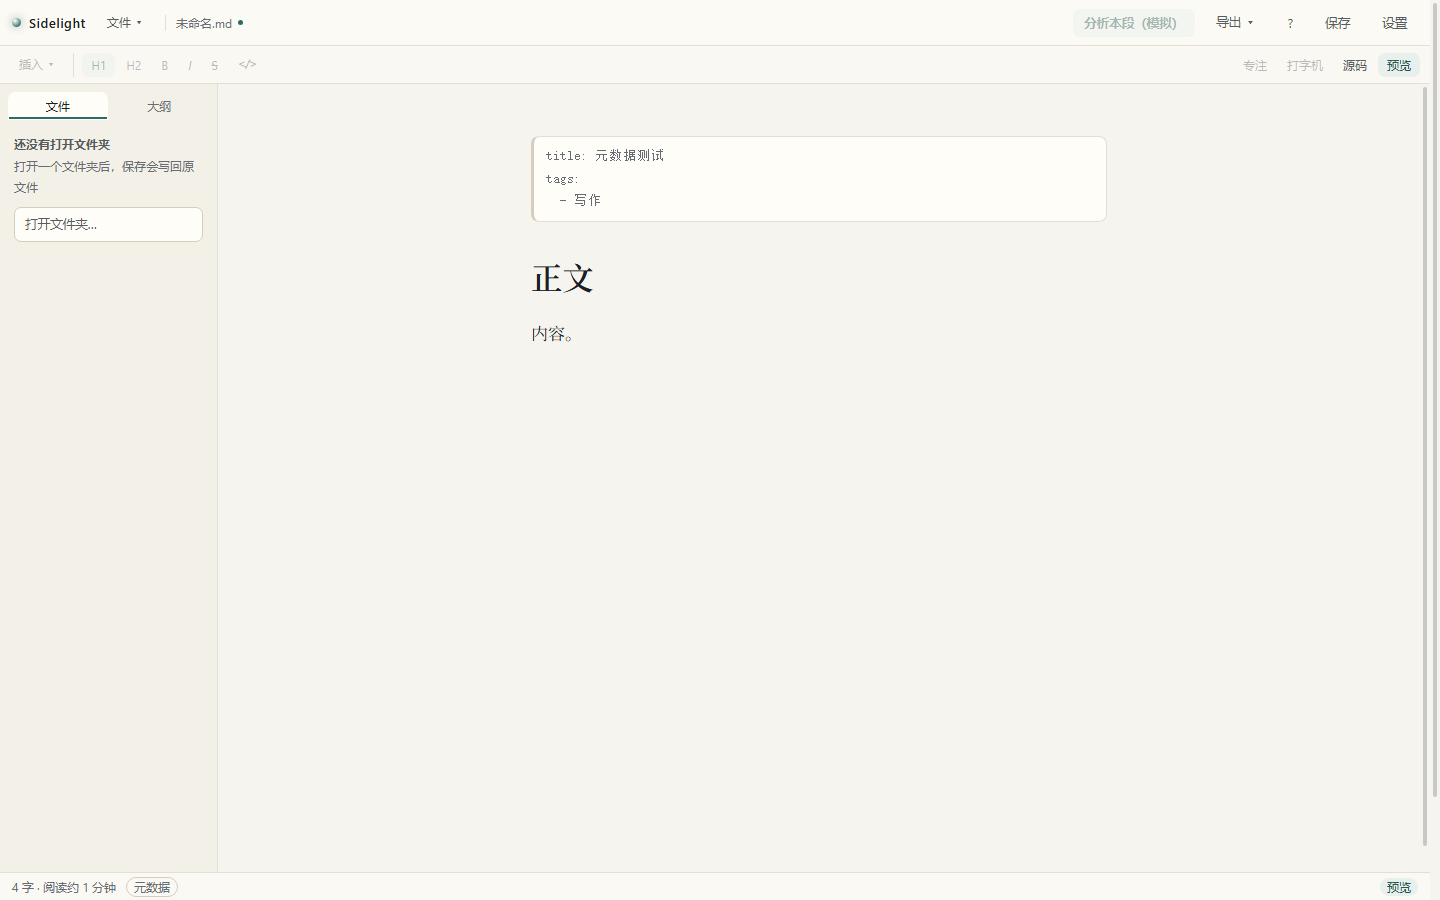 Sidelight 文件 未命名.md 分析本段（模拟） 导出 ? 保存 设置
插入 H1 H2 B I S </> 专注 打字机 源码 预览
文件 大纲
还没有打开文件夹
打开一个文件夹后，保存会写回原
文件
打开文件夹...
title: 元数据测试
tags:
- 写作
正文
内容。
4 字 · 阅读约 1 分钟 元数据 预览